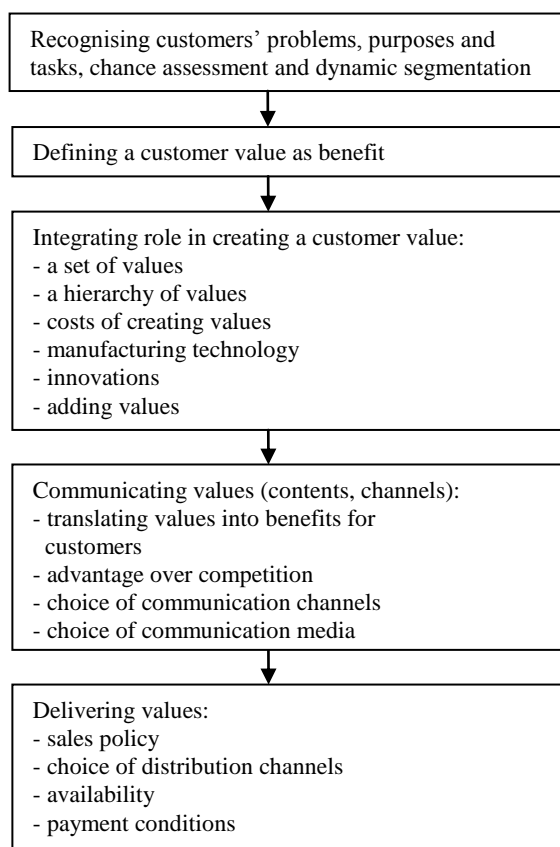 Recognising customers’ problems, purposes and
tasks, chance assessment and dynamic segmentation
Defining a customer value as benefit
Integrating role in creating a customer value:
- a set of values
- a hierarchy of values
- costs of creating values
- manufacturing technology
- innovations
- adding values
Communicating values (contents, channels):
- translating values into benefits for
customers
- advantage over competition
- choice of communication channels
- choice of communication media
Delivering values:
- sales policy
- choice of distribution channels
- availability
- payment conditions